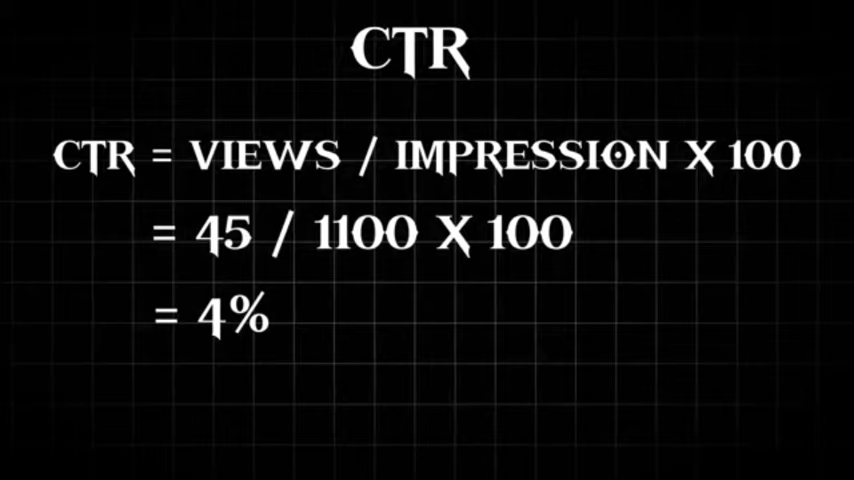 CTR
CTR = VIEWS / IMPRESSION X 100
= 45 / 1100 X 100
= 4%